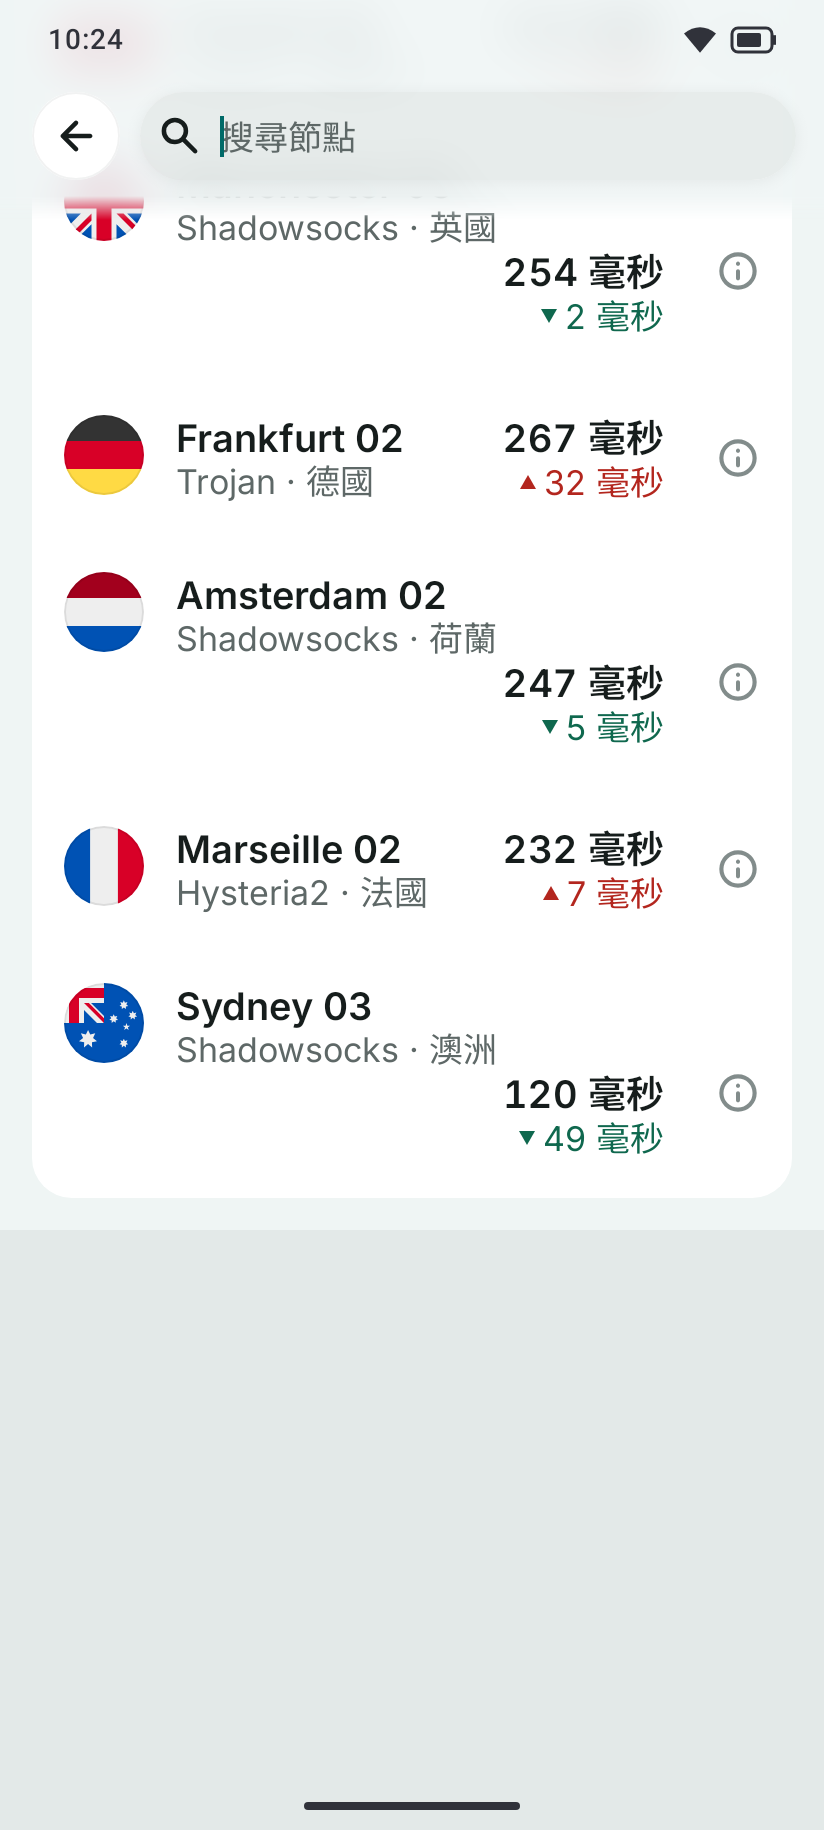 10:24
搜尋節點
Shadowsocks · 英國
254 毫秒
▼2 毫秒
Frankfurt 02
267 毫秒
Trojan · 德國
▲32 毫秒
Amsterdam 02
Shadowsocks · 荷蘭
247 毫秒
▼5 毫秒
Marseille 02
232 毫秒
Hysteria2 · 法國
▲7 毫秒
Sydney 03
Shadowsocks · 澳洲
120 毫秒
▼49 毫秒